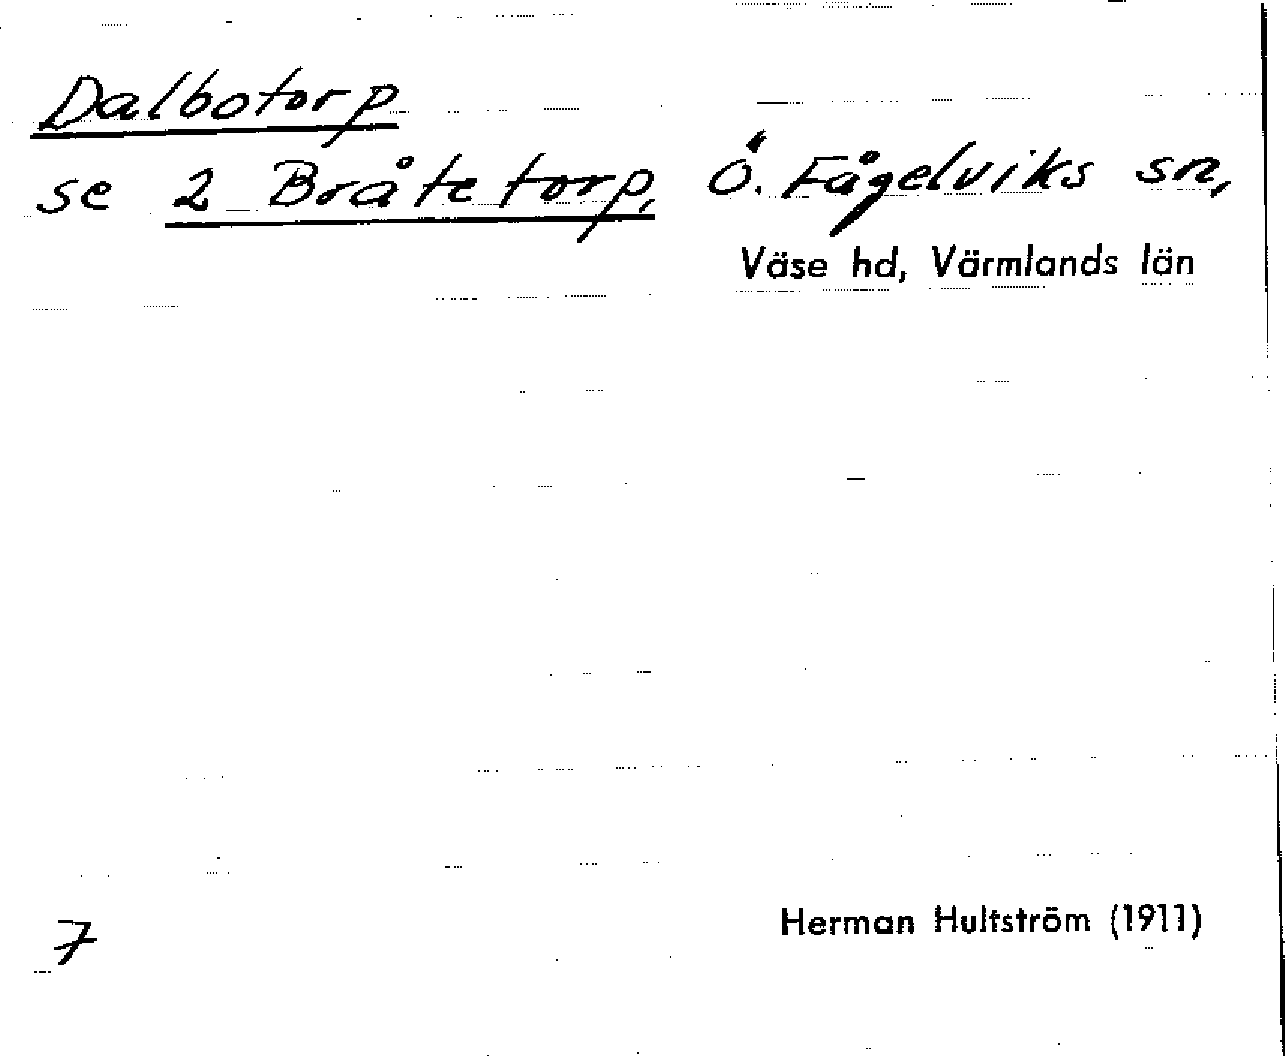 Dalbotorp
se 2 Bråtetorp, Ö. Fågelviks sn,
Väse hd, Värmlands län
7
Herman Hultström (1911)